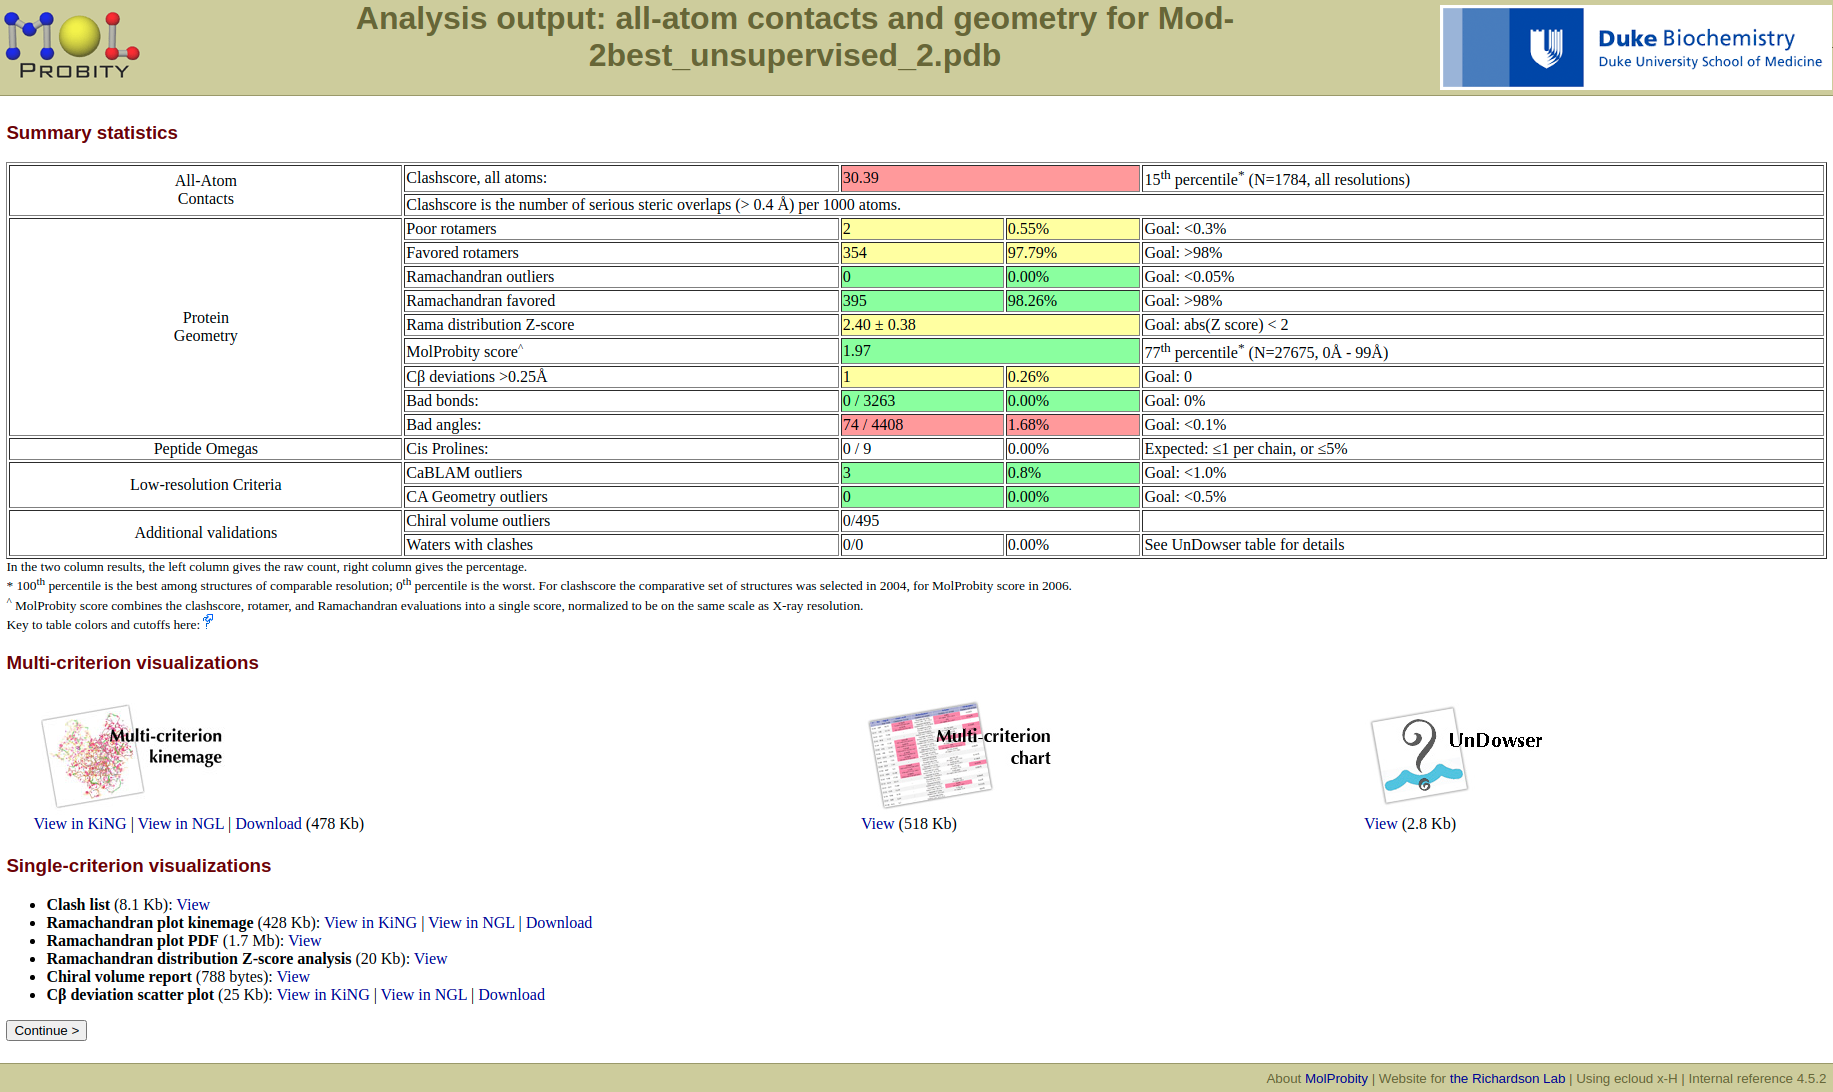 MOL
PROBITY
Analysis output: all-atom contacts and geometry for Mod-
2best_unsupervised_2.pdb
Duke Biochemistry
Duke University School of Medicine
Summary statistics
All-Atom
Contacts
Clashscore, all atoms: 30.39 15th percentile* (N=1784, all resolutions)
Clashscore is the number of serious steric overlaps (> 0.4 Å) per 1000 atoms.
Protein
Geometry
Poor rotamers 2 0.55% Goal: <0.3%
Favored rotamers 354 97.79% Goal: >98%
Ramachandran outliers 0 0.00% Goal: <0.05%
Ramachandran favored 395 98.26% Goal: >98%
Rama distribution Z-score 2.40 ± 0.38 Goal: abs(Z score) < 2
MolProbity score^ 1.97 77th percentile* (N=27675, 0Å - 99Å)
Cβ deviations >0.25Å 1 0.26% Goal: 0
Bad bonds: 0 / 3263 0.00% Goal: 0%
Bad angles: 74 / 4408 1.68% Goal: <0.1%
Peptide Omegas Cis Prolines: 0 / 9 0.00% Expected: ≤1 per chain, or ≤5%
Low-resolution Criteria
CaBLAM outliers 3 0.8% Goal: <1.0%
CA Geometry outliers 0 0.00% Goal: <0.5%
Additional validations
Chiral volume outliers 0/495
Waters with clashes 0/0 0.00% See UnDowser table for details
In the two column results, the left column gives the raw count, right column gives the percentage.
* 100th percentile is the best among structures of comparable resolution; 0th percentile is the worst. For clashscore the comparative set of structures was selected in 2004, for MolProbity score in 2006.
^ MolProbity score combines the clashscore, rotamer, and Ramachandran evaluations into a single score, normalized to be on the same scale as X-ray resolution.
Key to table colors and cutoffs here: ?
Multi-criterion visualizations
Multi-criterion
kinemage
View in KiNG | View in NGL | Download (478 Kb)
Multi-criterion
chart
View (518 Kb)
UnDowser
View (2.8 Kb)
Single-criterion visualizations
• Clash list (8.1 Kb): View
• Ramachandran plot kinemage (428 Kb): View in KiNG | View in NGL | Download
• Ramachandran plot PDF (1.7 Mb): View
• Ramachandran distribution Z-score analysis (20 Kb): View
• Chiral volume report (788 bytes): View
• Cβ deviation scatter plot (25 Kb): View in KiNG | View in NGL | Download
Continue >
About MolProbity | Website for the Richardson Lab | Using ecloud x-H | Internal reference 4.5.2